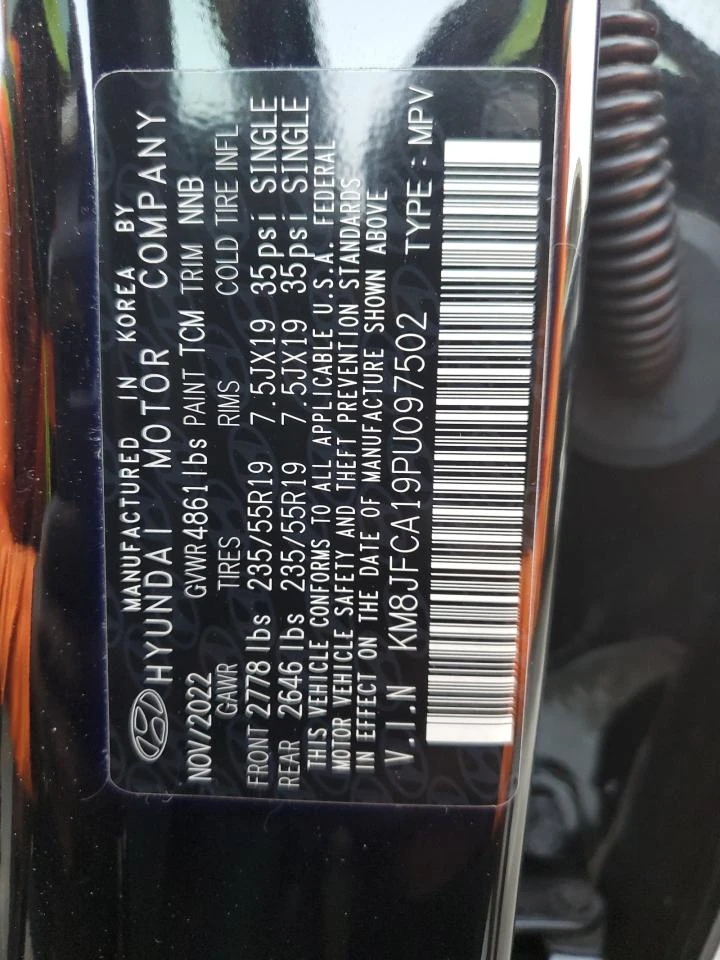 MANUFACTURED IN KOREA BY
HYUNDAI MOTOR COMPANY
NOV/2022 GVWR 4861 lbs PAINT TCM TRIM NNB
GAWR TIRES RIMS COLD TIRE INFL
FRONT 2778 lbs 235/55R19 7.5JX19 35psi SINGLE
REAR 2646 lbs 235/55R19 7.5JX19 35psi SINGLE
THIS VEHICLE CONFORMS TO ALL APPLICABLE U.S.A. FEDERAL
MOTOR VEHICLE SAFETY AND THEFT PREVENTION STANDARDS
IN EFFECT ON THE DATE OF MANUFACTURE SHOWN ABOVE
V.I.N KM8JFCA19PU097502 TYPE : MPV